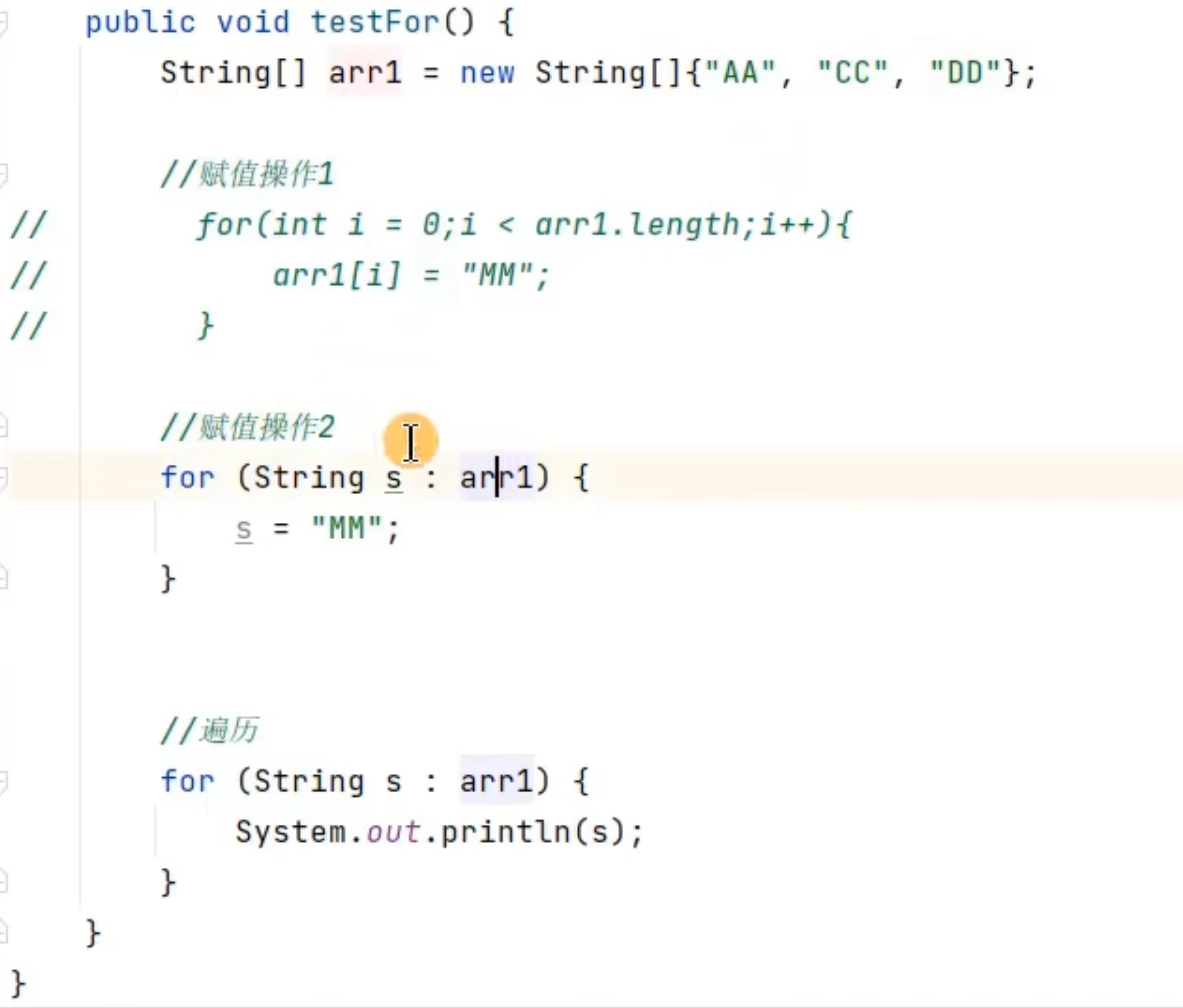 public void testFor() {
String[] arr1 = new String[]{"AA", "CC", "DD"};
//赋值操作1
//        for(int i = 0;i < arr1.length;i++){
//            arr1[i] = "MM";
//        }
//赋值操作2
for (String s : arr1) {
s = "MM";
}
//遍历
for (String s : arr1) {
System.out.println(s);
}
}
}